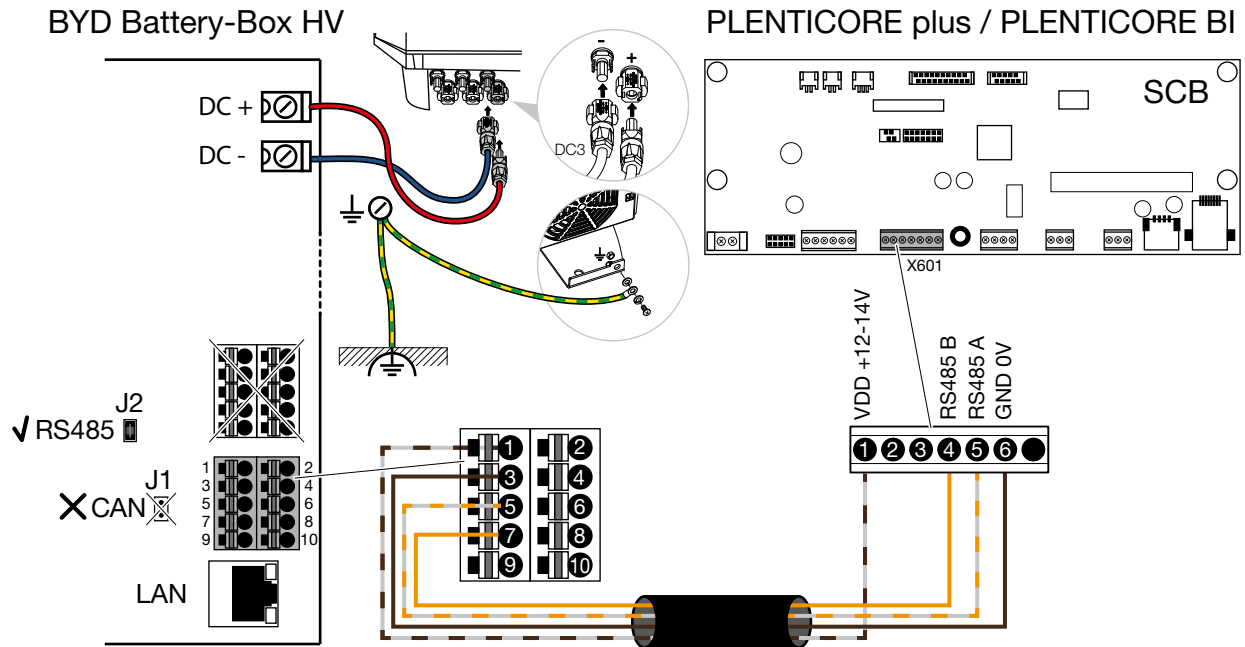 BYD Battery-Box HV
PLENTICORE plus / PLENTICORE BI
DC +
DC -
-
+
DC3
SCB
X601
VDD +12-14V
RS485 B
RS485 A
GND 0V
J2
RS485
J1
CAN
1 2
3 4
5 6
7 8
9 10
LAN
1 2
3 4
5 6
7 8
9 10
1 2 3 4 5 6